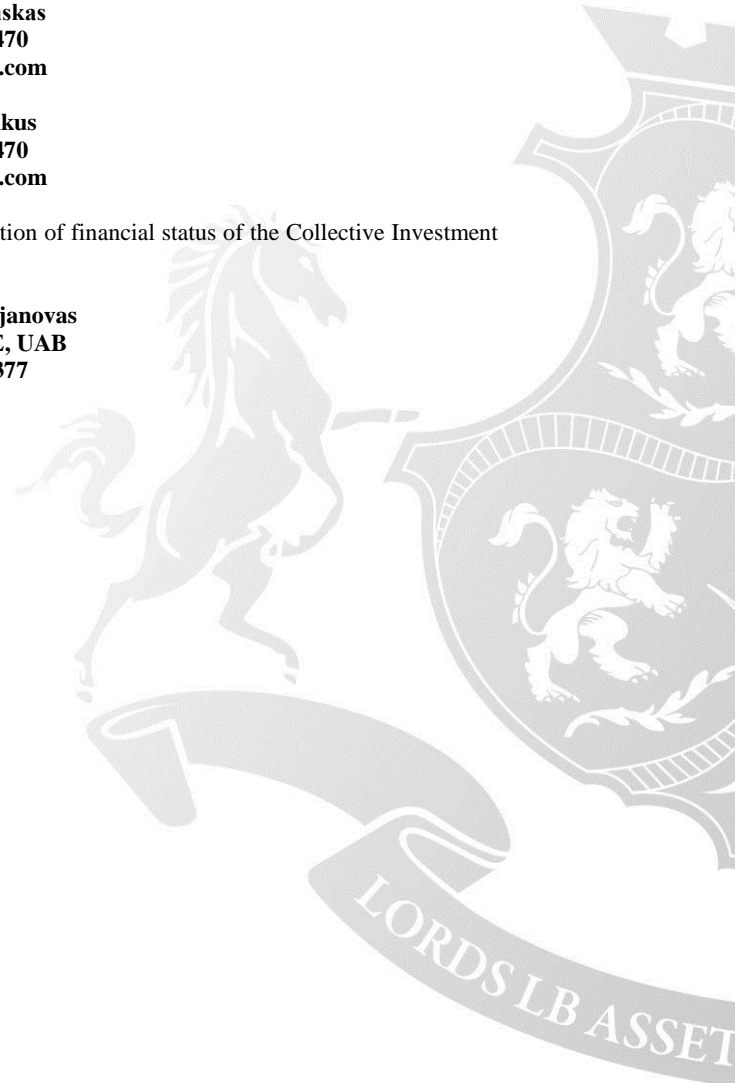 nskas
470
.com
kus
470
.com
tion of financial status of the Collective Investment
janovas
E, UAB
377
LORDS LB ASSET